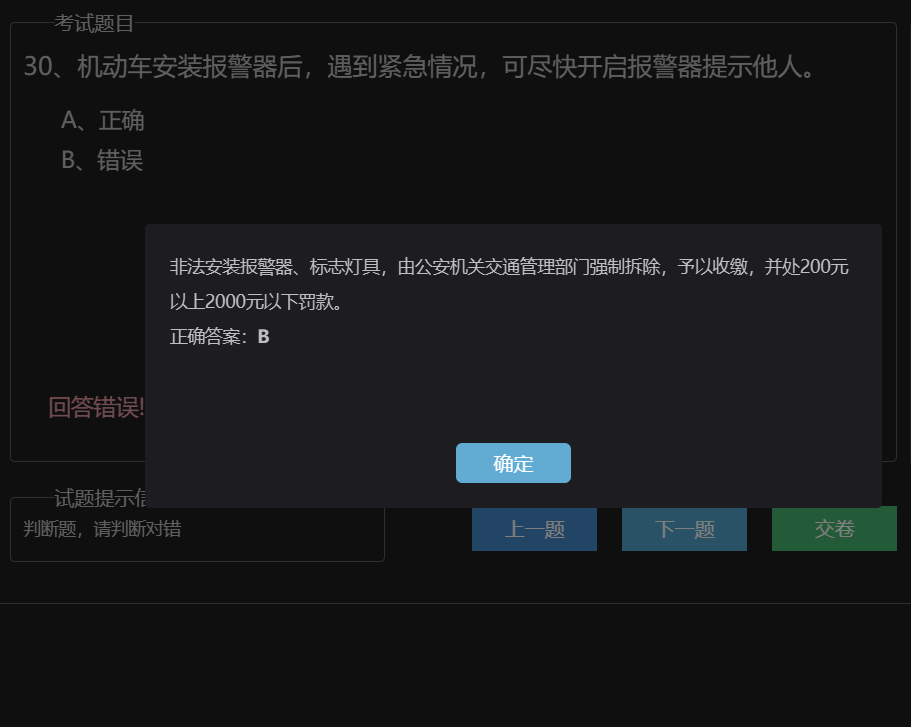 考试题目
30、机动车安装报警器后，遇到紧急情况，可尽快开启报警器提示他人。
A、正确
B、错误
非法安装报警器、标志灯具，由公安机关交通管理部门强制拆除，予以收缴，并处200元
以上2000元以下罚款。
正确答案：B
回答错误!
确定
试题提示信
判断题，请判断对错
上一题
下一题
交卷